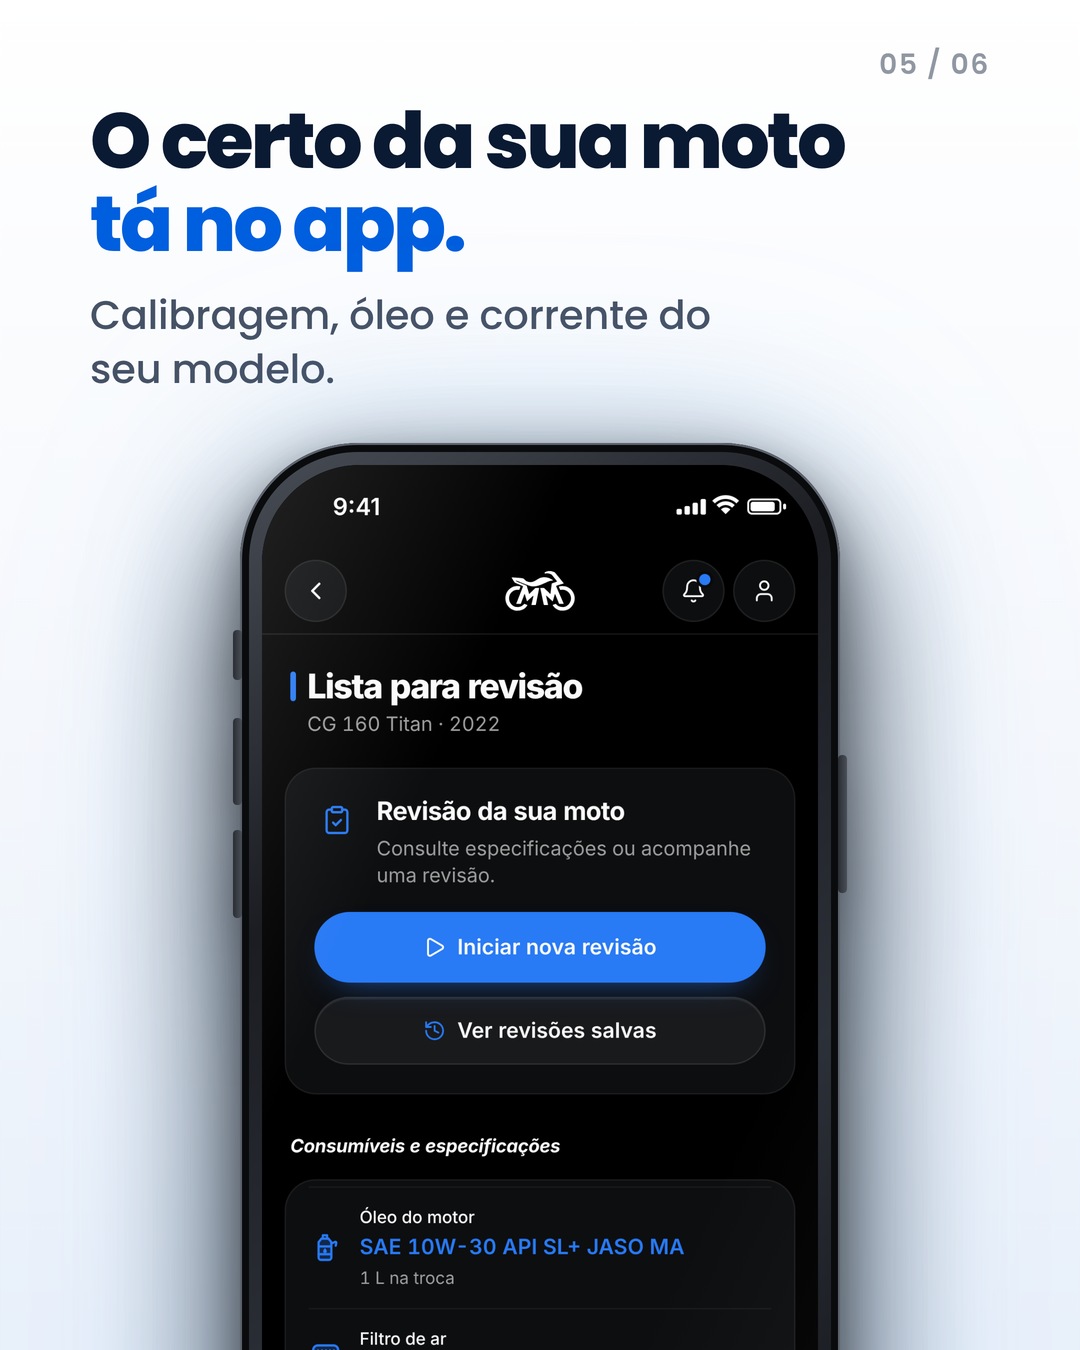 05 / 06
O certo da sua moto
tá no app.
Calibragem, óleo e corrente do
seu modelo.
9:41
MM
Lista para revisão
CG 160 Titan · 2022
Revisão da sua moto
Consulte especificações ou acompanhe
uma revisão.
Iniciar nova revisão
Ver revisões salvas
Consumíveis e especificações
Óleo do motor
SAE 10W-30 API SL+ JASO MA
1 L na troca
Filtro de ar